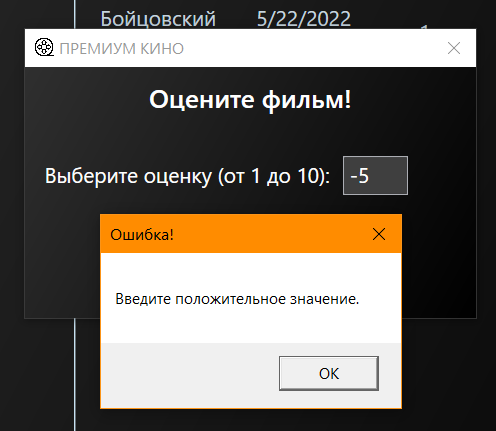 Бойцовский 5/22/2022
ПРЕМИУМ КИНО
Оцените фильм!
Выберите оценку (от 1 до 10): -5
Ошибка!
Введите положительное значение.
ОК